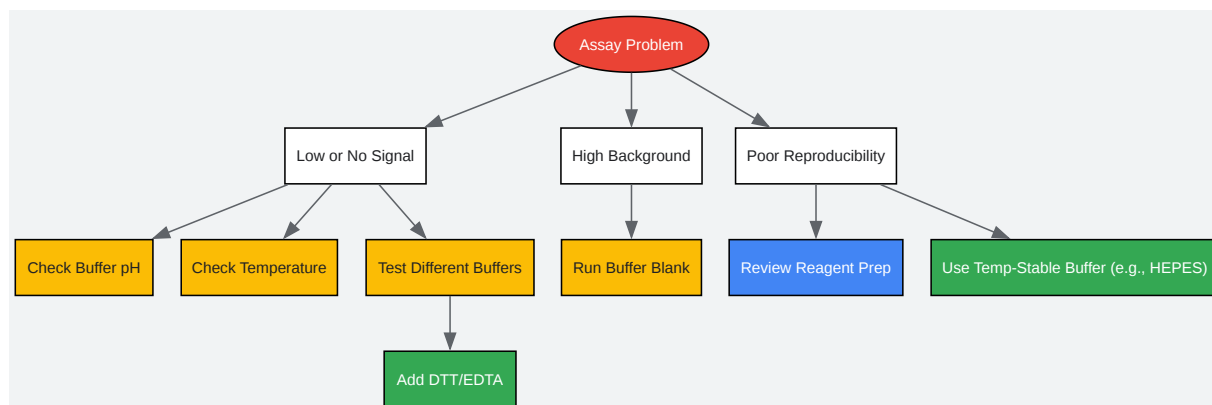 Assay Problem
Low or No Signal
High Background
Poor Reproducibility
Check Buffer pH
Check Temperature
Test Different Buffers
Run Buffer Blank
Review Reagent Prep
Use Temp-Stable Buffer (e.g., HEPES)
Add DTT/EDTA